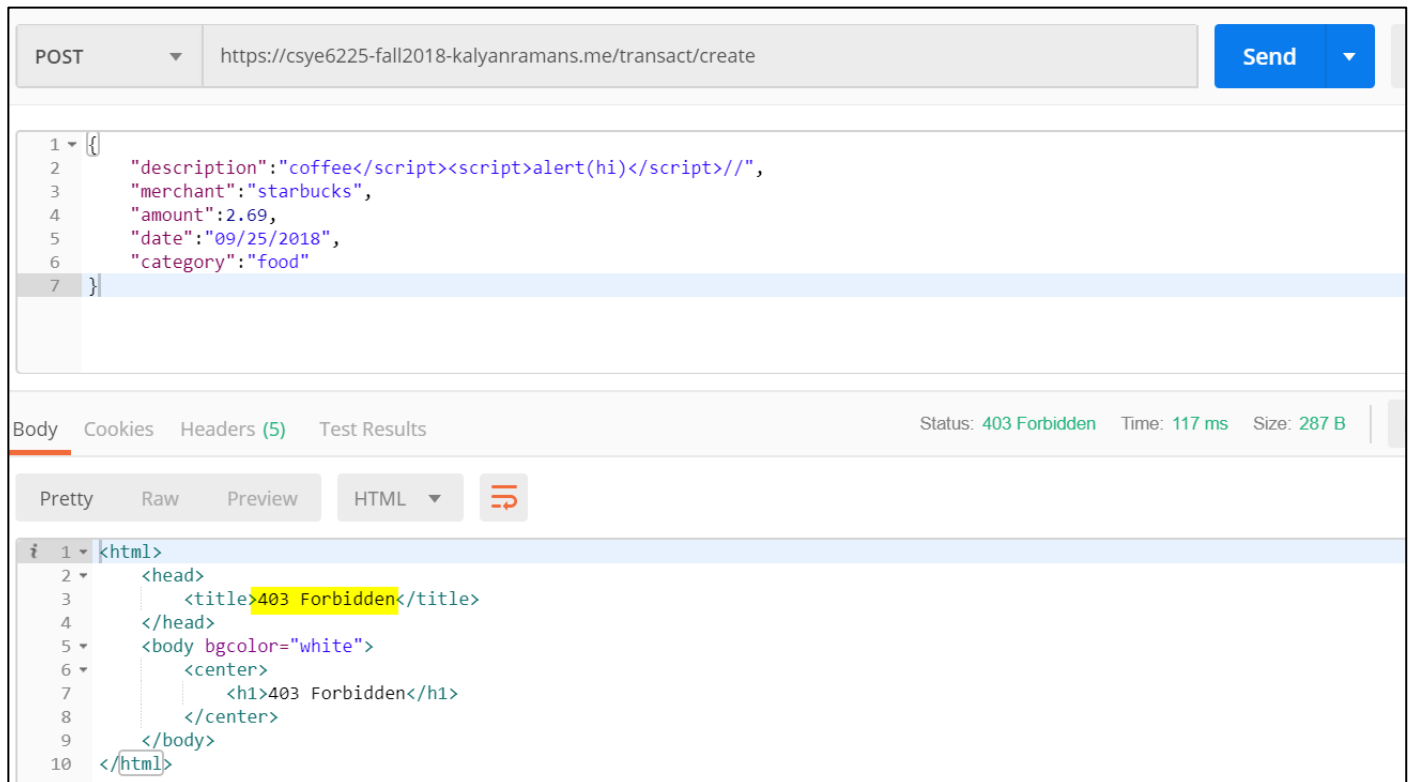 POST https://csye6225-fall2018-kalyanramans.me/transact/create Send
1 {
2 "description":"coffee</script><script>alert(hi)</script>//",
3 "merchant":"starbucks",
4 "amount":2.69,
5 "date":"09/25/2018",
6 "category":"food"
7 }
Body Cookies Headers (5) Test Results Status: 403 Forbidden Time: 117 ms Size: 287 B
Pretty Raw Preview HTML
i 1 <html>
2 <head>
3 <title>403 Forbidden</title>
4 </head>
5 <body bgcolor="white">
6 <center>
7 <h1>403 Forbidden</h1>
8 </center>
9 </body>
10 </html>